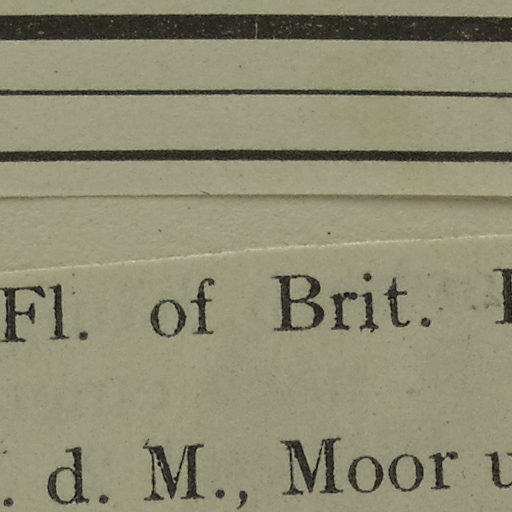 Fl. of Brit.
. d. M., Moor u